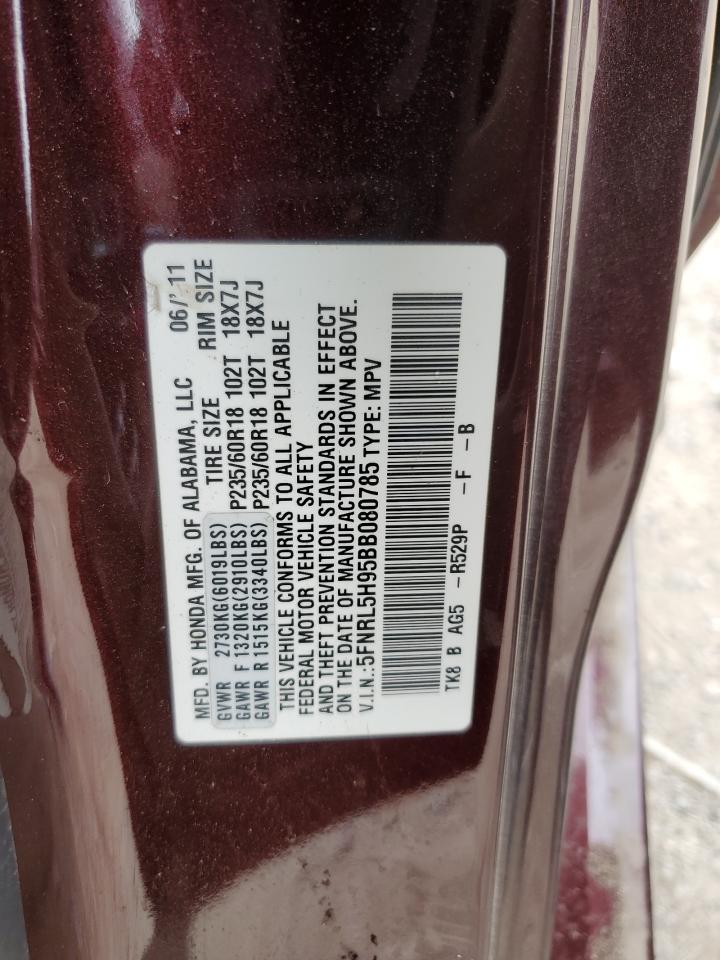 MFD. BY HONDA MFG. OF ALABAMA, LLC 06/' 11
TIRE SIZE RIM SIZE
GVWR 2730KG(6019LBS)
GAWR F 1320KG(2910LBS) P235/60R18 102T 18X7J
GAWR R 1515KG(3340LBS) P235/60R18 102T 18X7J
THIS VEHICLE CONFORMS TO ALL APPLICABLE
FEDERAL MOTOR VEHICLE SAFETY
AND THEFT PREVENTION STANDARDS IN EFFECT
ON THE DATE OF MANUFACTURE SHOWN ABOVE.
V.I.N.:5FNRL5H95BB080785 TYPE: MPV
TK8 B AG5 -R529P -F -B